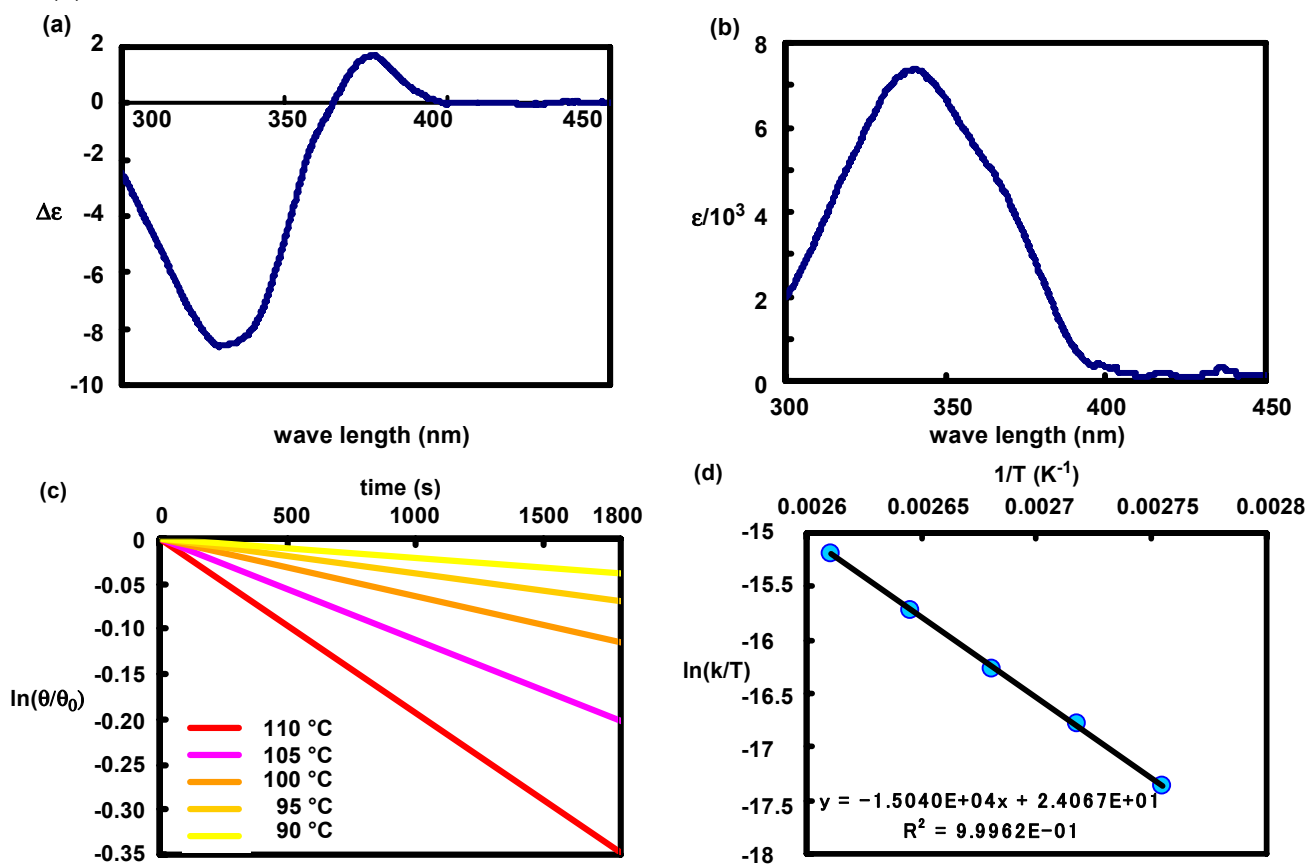 (a)
2
0
-2
-4
-6
-8
-10
Δε
300 350 400 450
wave length (nm)
(b)
8
6
4
2
0
ε/10³
300 350 400 450
wave length (nm)
(c)
time (s)
0 500 1000 1500 1800
0
-0.05
-0.10
-0.15
-0.20
-0.25
-0.30
-0.35
ln(θ/θ₀)
110 °C
105 °C
100 °C
95 °C
90 °C
(d)
1/T (K⁻¹)
0.0026 0.00265 0.0027 0.00275 0.0028
-15
-15.5
-16
-16.5
-17
-17.5
-18
ln(k/T)
y = −1.5040E+04x + 2.4067E+01
R² = 9.9962E-01